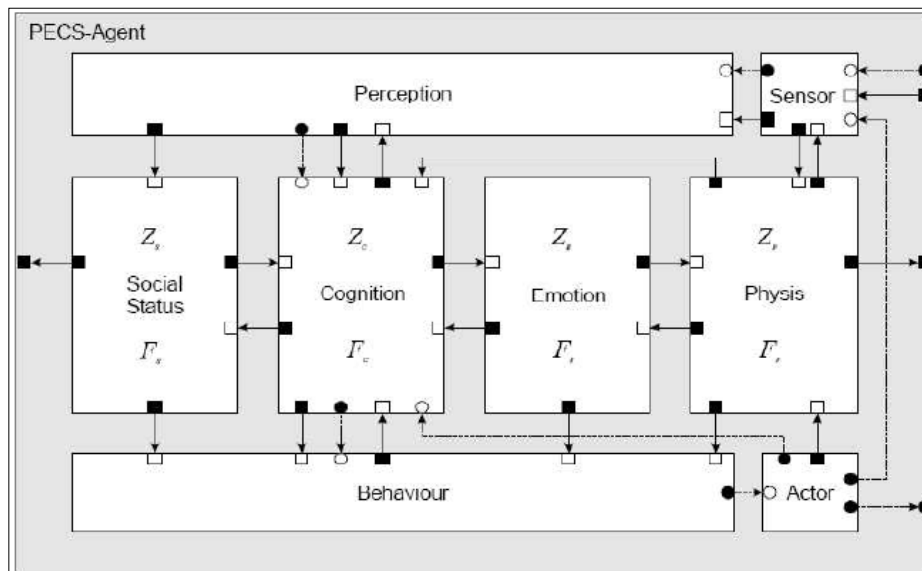 PECS-Agent
Perception
Sensor
Z
Z
Z
Z
Social
Status
Cognition
Emotion
Physis
F
F
F
F
Behaviour
Actor